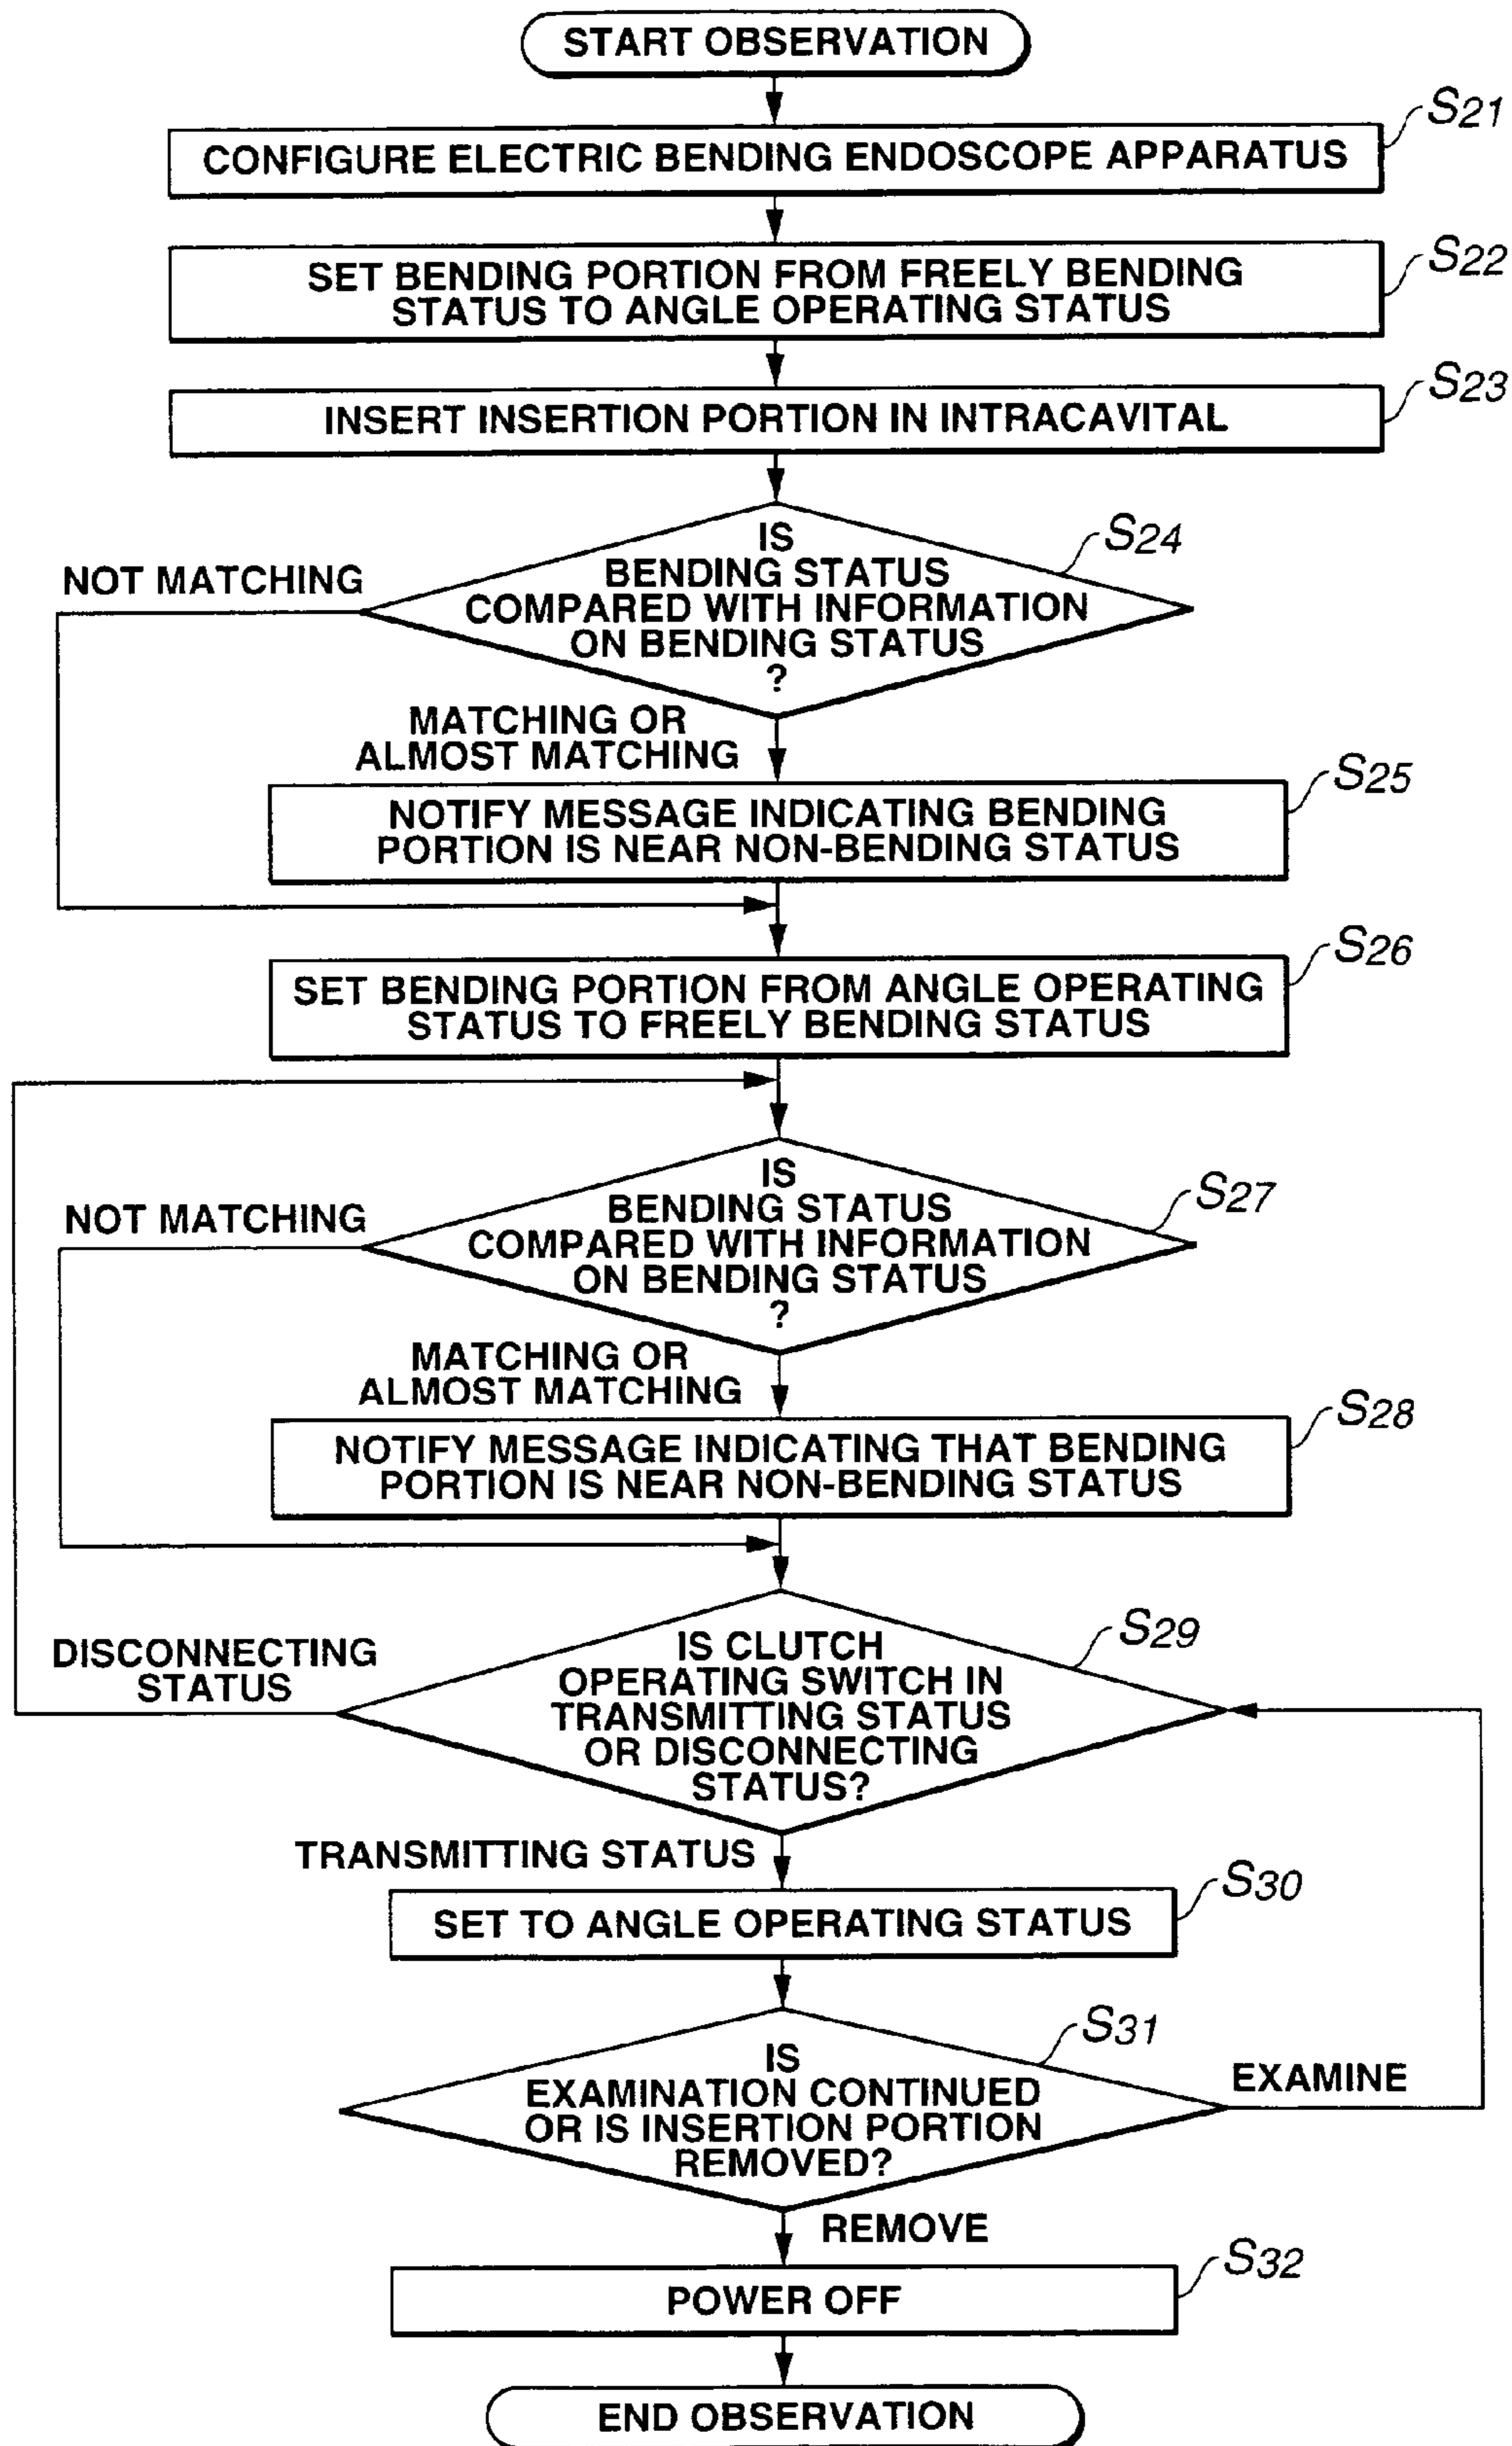 START OBSERVATION
S21
CONFIGURE ELECTRIC BENDING ENDOSCOPE APPARATUS
S22
SET BENDING PORTION FROM FREELY BENDING
STATUS TO ANGLE OPERATING STATUS
S23
INSERT INSERTION PORTION IN INTRACAVITAL
S24
IS
BENDING STATUS
COMPARED WITH INFORMATION
ON BENDING STATUS
?
NOT MATCHING
MATCHING OR
ALMOST MATCHING
S25
NOTIFY MESSAGE INDICATING BENDING
PORTION IS NEAR NON-BENDING STATUS
S26
SET BENDING PORTION FROM ANGLE OPERATING
STATUS TO FREELY BENDING STATUS
S27
IS
BENDING STATUS
COMPARED WITH INFORMATION
ON BENDING STATUS
?
NOT MATCHING
MATCHING OR
ALMOST MATCHING
S28
NOTIFY MESSAGE INDICATING THAT BENDING
PORTION IS NEAR NON-BENDING STATUS
S29
IS CLUTCH
OPERATING SWITCH IN
TRANSMITTING STATUS
OR DISCONNECTING
STATUS?
DISCONNECTING
STATUS
TRANSMITTING STATUS
S30
SET TO ANGLE OPERATING STATUS
S31
IS
EXAMINATION CONTINUED
OR IS INSERTION PORTION
REMOVED?
EXAMINE
REMOVE
S32
POWER OFF
END OBSERVATION